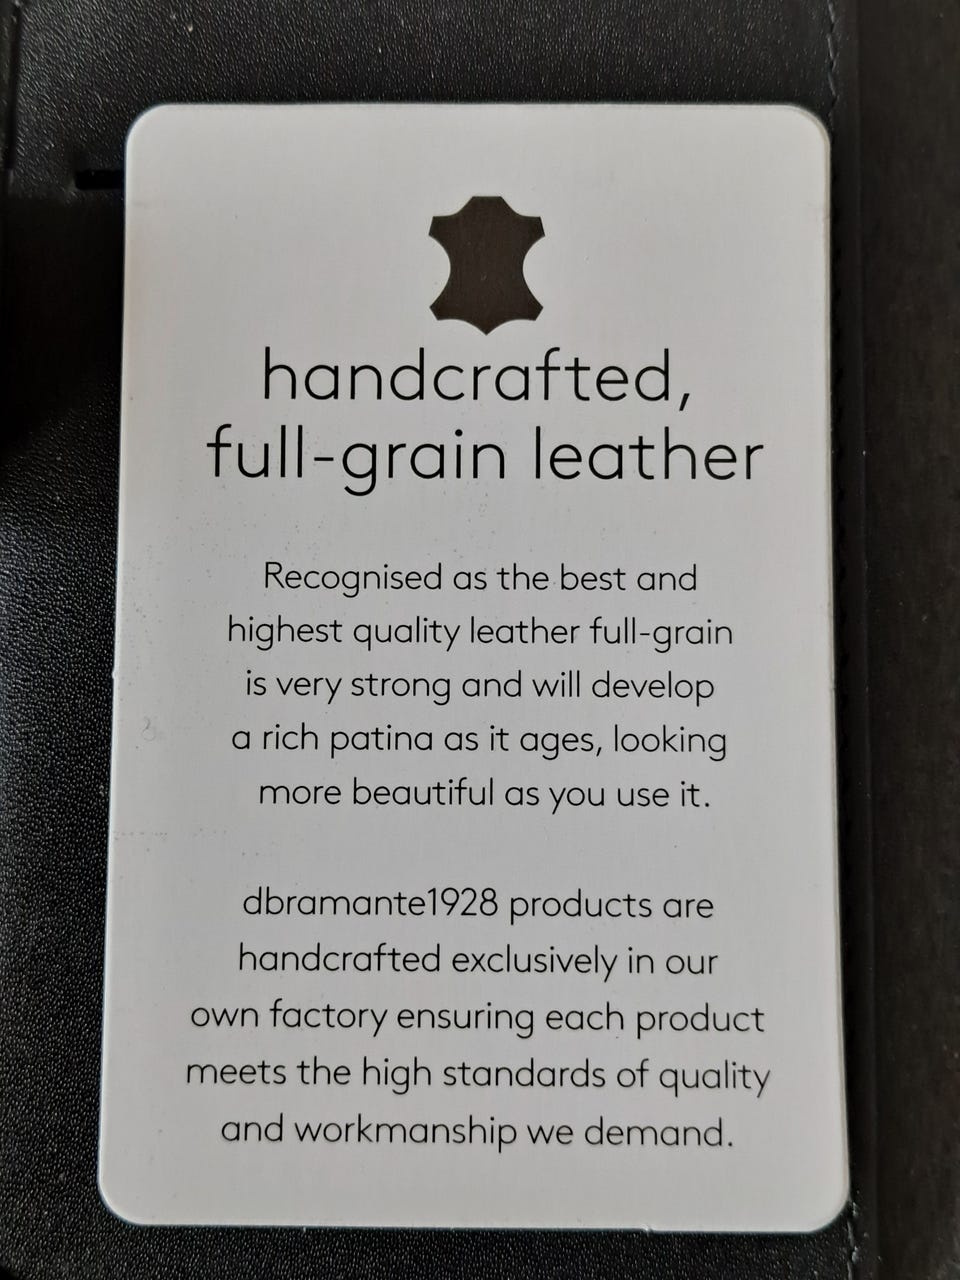 handcrafted,
full-grain leather
Recognised as the best and
highest quality leather full-grain
is very strong and will develop
a rich patina as it ages, looking
more beautiful as you use it.
dbramante1928 products are
handcrafted exclusively in our
own factory ensuring each product
meets the high standards of quality
and workmanship we demand.